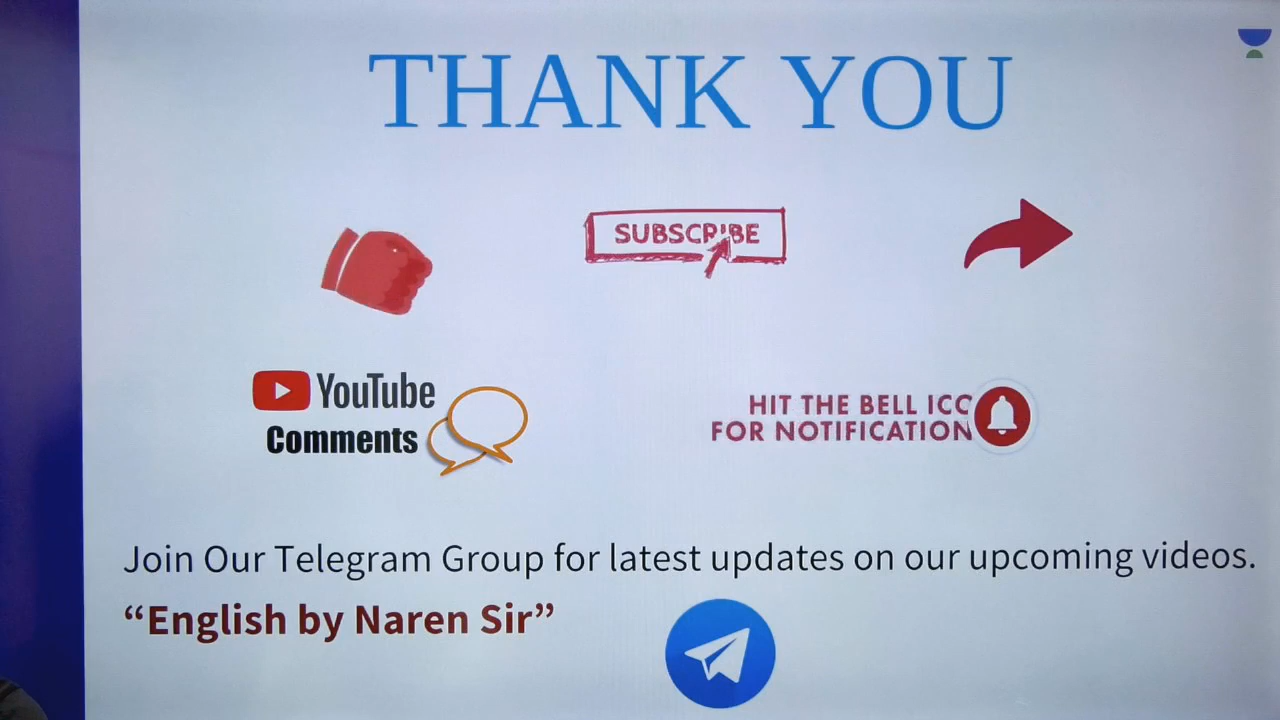 THANK YOU
SUBSCRIBE
YouTube
Comments
HIT THE BELL ICC
FOR NOTIFICATION
Join Our Telegram Group for latest updates on our upcoming videos.
“English by Naren Sir”